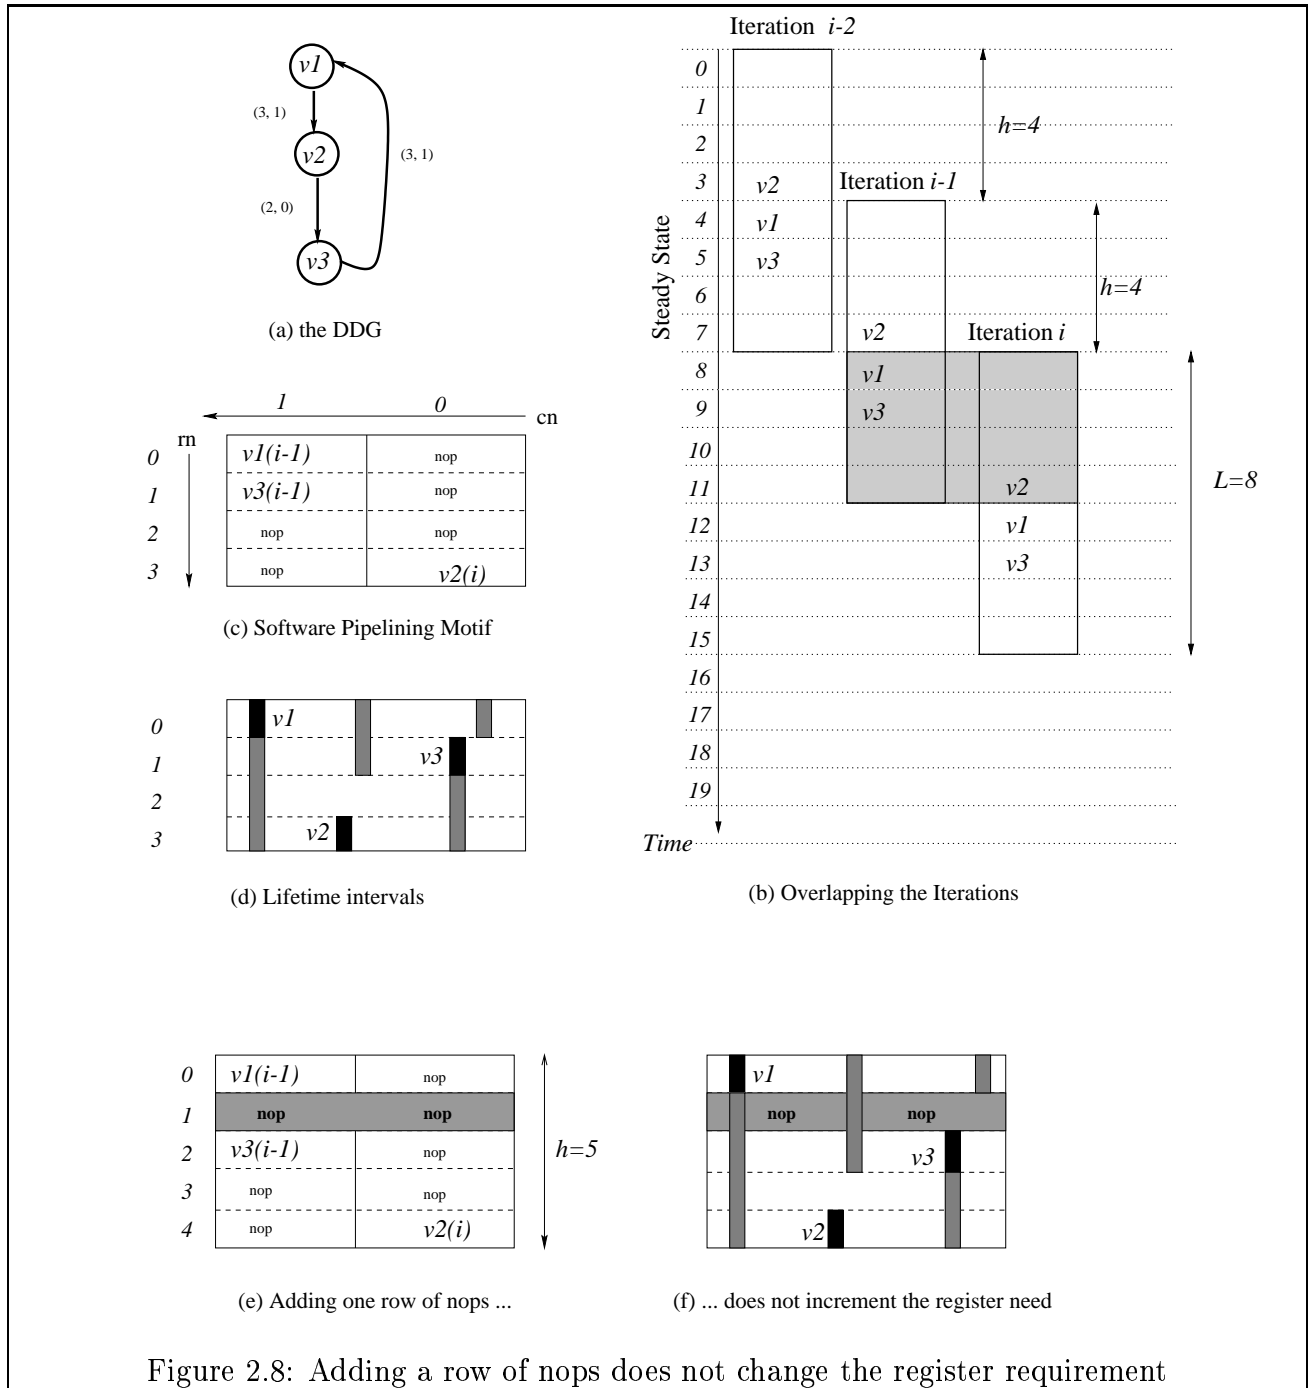 v1
(3, 1)
v2
(3, 1)
(2, 0)
v3
(a) the DDG
Iteration i-2
0
1
2
3
4
5
6
7
8
9
10
11
12
13
14
15
16
17
18
19
Time
Steady State
v2
v1
v3
h=4
Iteration i-1
v2
v1
v3
h=4
Iteration i
v2
v1
v3
L=8
(b) Overlapping the Iterations
1 0
cn
rn
0 v1(i-1) nop
1 v3(i-1) nop
2 nop nop
3 nop v2(i)
(c) Software Pipelining Motif
0 v1
1 v3
2
3 v2
(d) Lifetime intervals
0 v1(i-1) nop
1 nop nop
2 v3(i-1) nop
3 nop nop
4 nop v2(i)
h=5
(e) Adding one row of nops ...
v1
nop nop
v3
v2
(f) ... does not increment the register need
Figure 2.8: Adding a row of nops does not change the register requirement